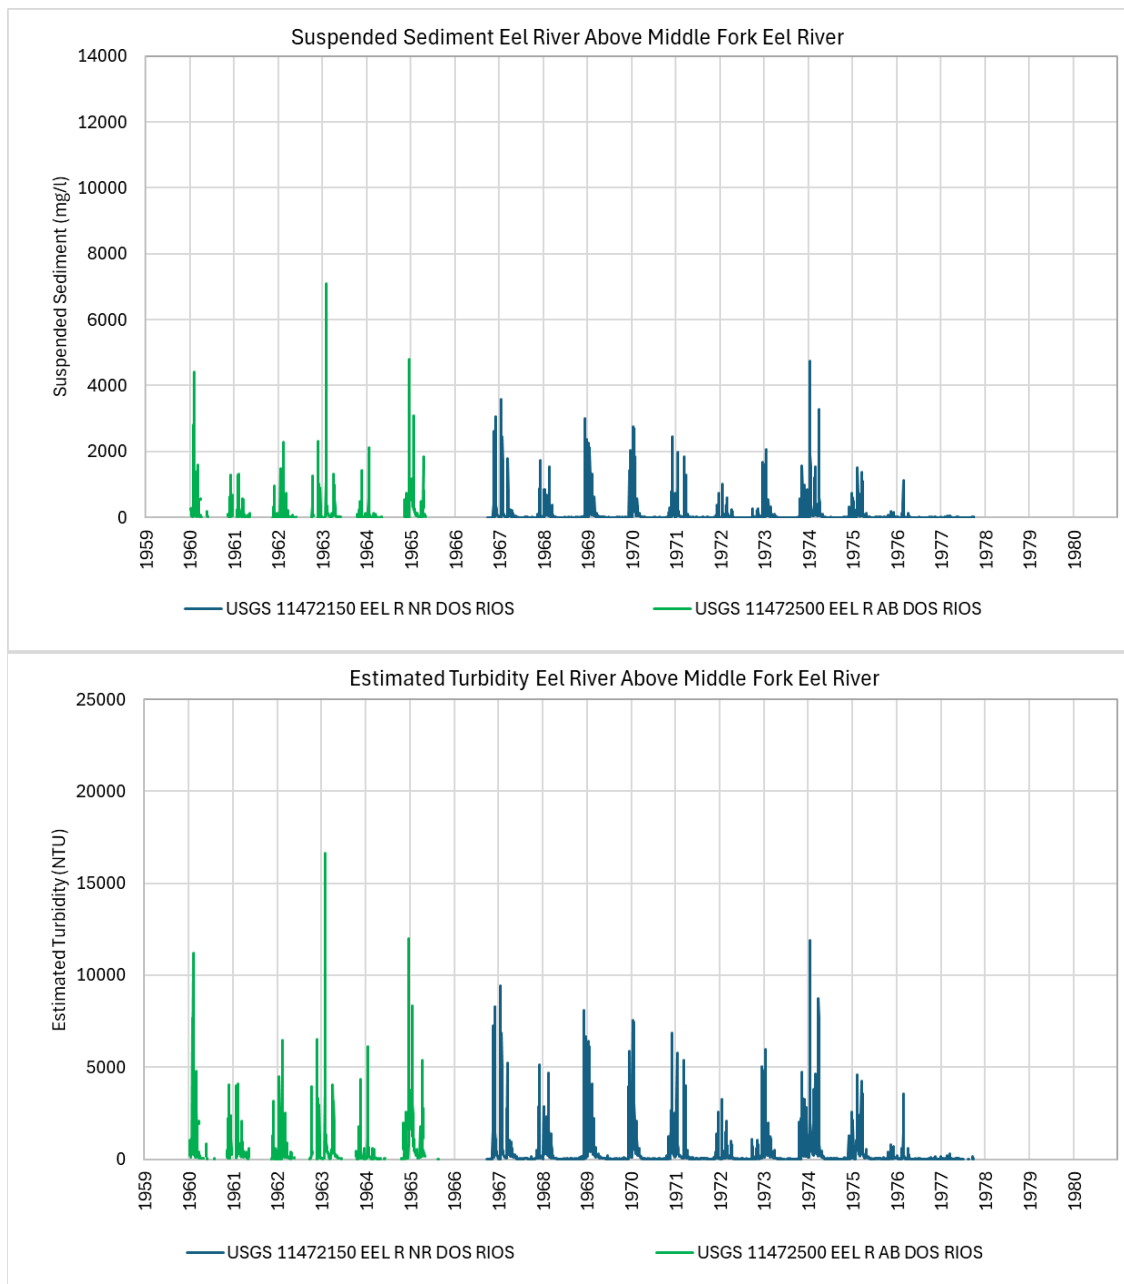 Suspended Sediment Eel River Above Middle Fork Eel River
14000
12000
10000
8000
6000
4000
2000
0
Suspended Sediment (mg/l)
1959 1960 1961 1962 1963 1964 1965 1966 1967 1968 1969 1970 1971 1972 1973 1974 1975 1976 1977 1978 1979 1980
USGS 11472150 EEL R NR DOS RIOS USGS 11472500 EEL R AB DOS RIOS
Estimated Turbidity Eel River Above Middle Fork Eel River
25000
20000
15000
10000
5000
0
Estimated Turbidity (NTU)
1959 1960 1961 1962 1963 1964 1965 1966 1967 1968 1969 1970 1971 1972 1973 1974 1975 1976 1977 1978 1979 1980
USGS 11472150 EEL R NR DOS RIOS USGS 11472500 EEL R AB DOS RIOS